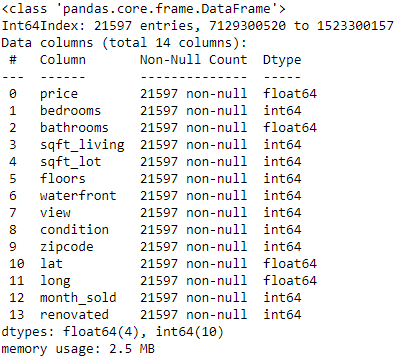 <class 'pandas.core.frame.DataFrame'>
Int64Index: 21597 entries, 7129300520 to 1523300157
Data columns (total 14 columns):
 #   Column       Non-Null Count  Dtype
---  ------       --------------  -----
 0   price        21597 non-null  float64
 1   bedrooms     21597 non-null  int64
 2   bathrooms    21597 non-null  float64
 3   sqft_living  21597 non-null  int64
 4   sqft_lot     21597 non-null  int64
 5   floors       21597 non-null  int64
 6   waterfront   21597 non-null  int64
 7   view         21597 non-null  int64
 8   condition    21597 non-null  int64
 9   zipcode      21597 non-null  int64
 10  lat          21597 non-null  float64
 11  long         21597 non-null  float64
 12  month_sold   21597 non-null  int64
 13  renovated    21597 non-null  int64
dtypes: float64(4), int64(10)
memory usage: 2.5 MB